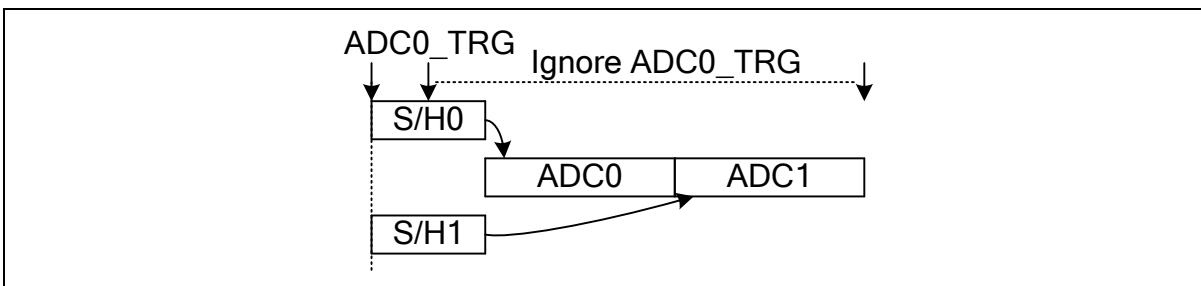 ADC0_TRG
Ignore ADC0_TRG
S/H0
ADC0 ADC1
S/H1